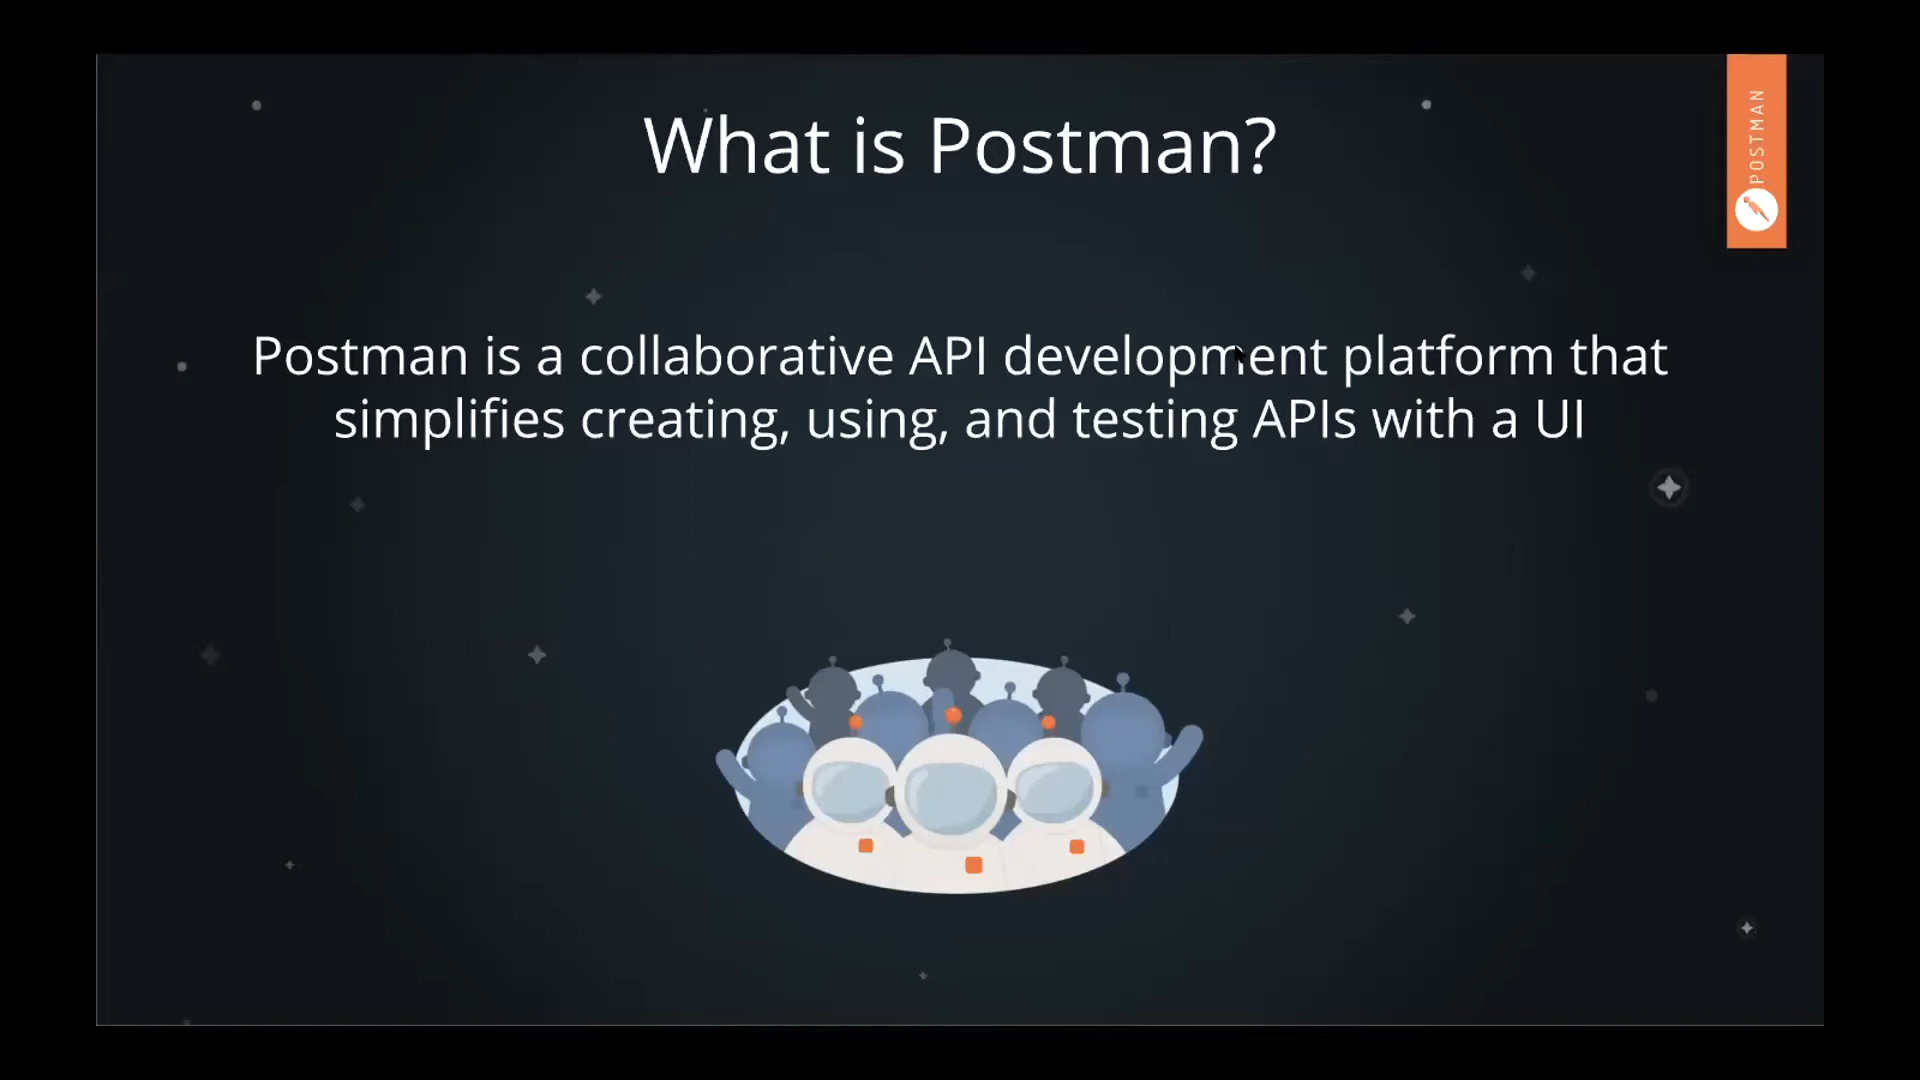 What is Postman?
POSTMAN
Postman is a collaborative API development platform that
simplifies creating, using, and testing APIs with a UI